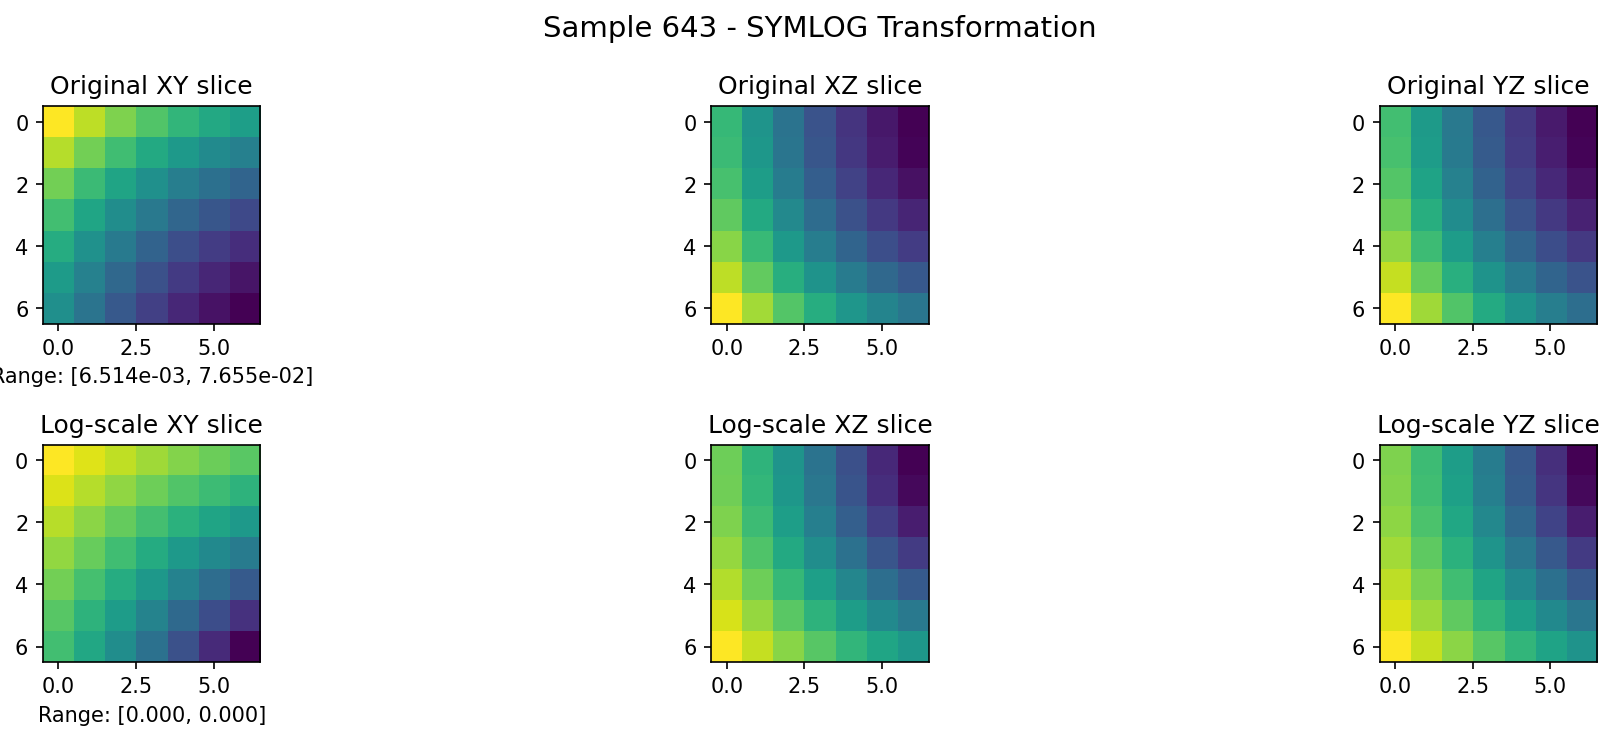 Sample 643 - SYMLOG Transformation
Original XY slice
Original XZ slice
Original YZ slice
0
2
4
6
0.0 2.5 5.0
0
2
4
6
0.0 2.5 5.0
0
2
4
6
0.0 2.5 5.0
Range: [6.514e-03, 7.655e-02]
Log-scale XY slice
Log-scale XZ slice
Log-scale YZ slice
0
2
4
6
0.0 2.5 5.0
0
2
4
6
0.0 2.5 5.0
0
2
4
6
0.0 2.5 5.0
Range: [0.000, 0.000]